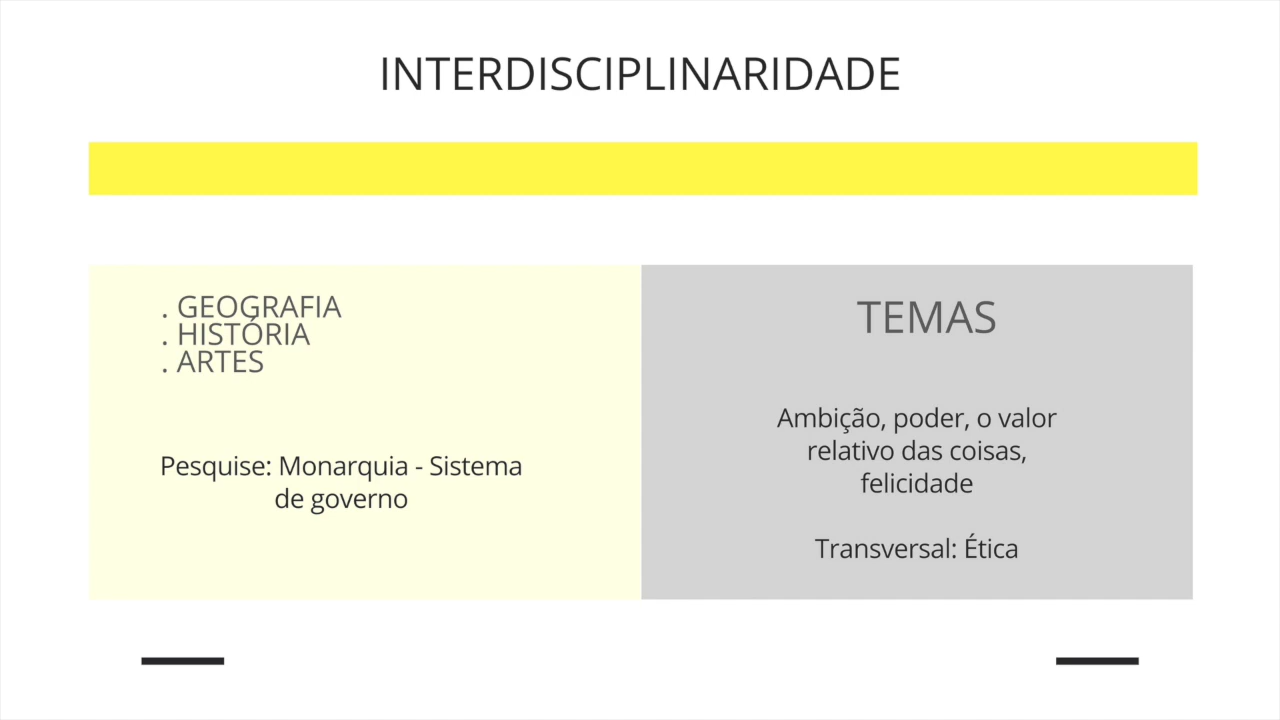 INTERDISCIPLINARIDADE
. GEOGRAFIA
. HISTÓRIA
. ARTES
Pesquise: Monarquia - Sistema
de governo
TEMAS
Ambição, poder, o valor
relativo das coisas,
felicidade
Transversal: Ética